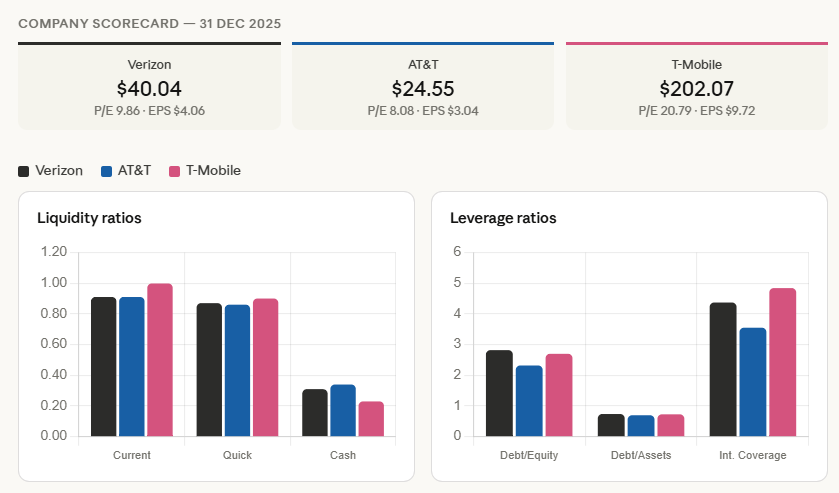 COMPANY SCORECARD — 31 DEC 2025
Verizon
$40.04
P/E 9.86 · EPS $4.06
AT&T
$24.55
P/E 8.08 · EPS $3.04
T-Mobile
$202.07
P/E 20.79 · EPS $9.72
Verizon AT&T T-Mobile
Liquidity ratios
1.20
1.00
0.80
0.60
0.40
0.20
0.00
Current Quick Cash
Leverage ratios
6
5
4
3
2
1
0
Debt/Equity Debt/Assets Int. Coverage